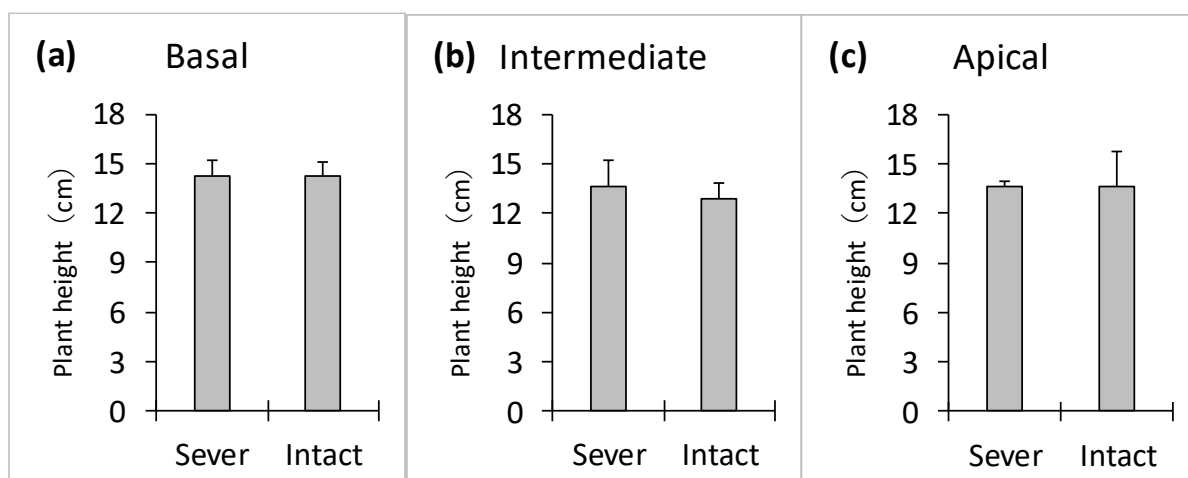 (a) Basal
Plant height（cm）
18
15
12
9
6
3
0
Sever Intact
(b) Intermediate
Plant height（cm）
18
15
12
9
6
3
0
Sever Intact
(c) Apical
Plant height（cm）
18
15
12
9
6
3
0
Sever Intact